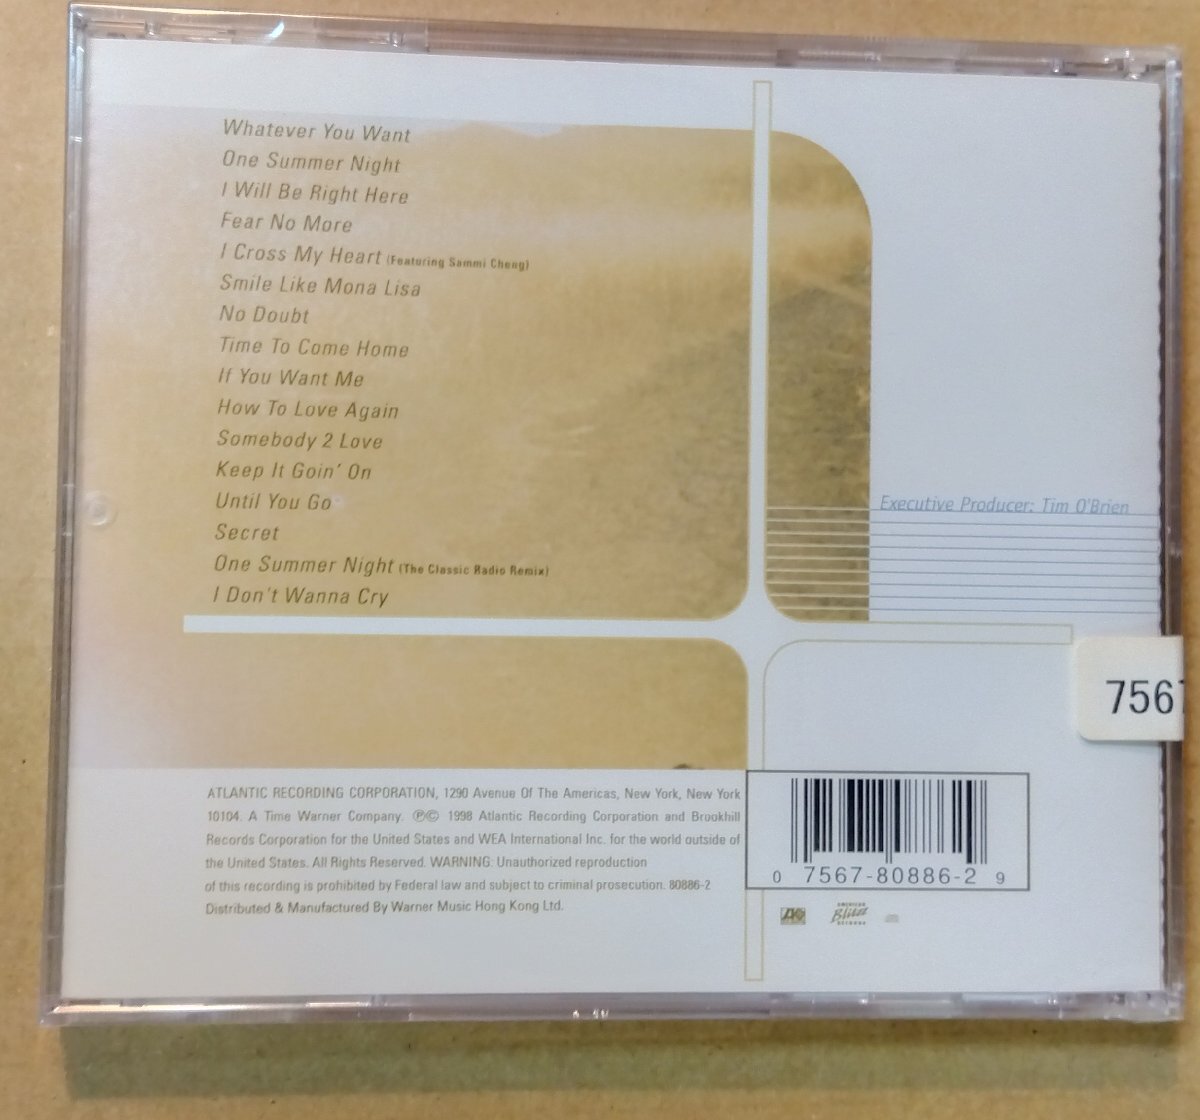 Whatever You Want
One Summer Night
I Will Be Right Here
Fear No More
I Cross My Heart (Featuring Sammi Cheng)
Smile Like Mona Lisa
No Doubt
Time To Come Home
If You Want Me
How To Love Again
Somebody 2 Love
Keep It Goin' On
Until You Go
Secret
One Summer Night (The Classic Radio Remix)
I Don't Wanna Cry
Executive Producer: Tim O'Brien
7567
ATLANTIC RECORDING CORPORATION, 1290 Avenue Of The Americas, New York, New York
10104. A Time Warner Company. ℗© 1998 Atlantic Recording Corporation and Brookhill
Records Corporation for the United States and WEA International Inc. for the world outside of
the United States. All Rights Reserved. WARNING: Unauthorized reproduction
of this recording is prohibited by Federal law and subject to criminal prosecution. 80886-2
Distributed & Manufactured By Warner Music Hong Kong Ltd.
0 7567-80886-2 9
AMERICAN
Blitzz
RECORDS